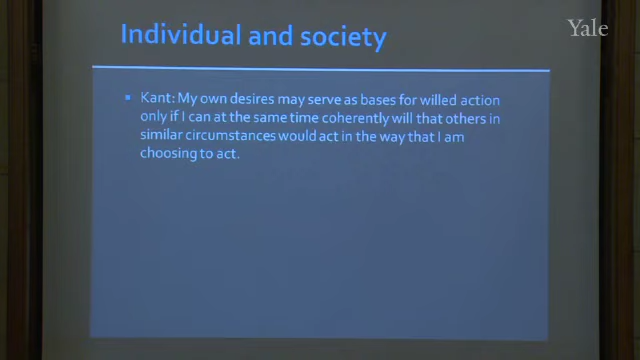 Individual and society
Yale
▪ Kant: My own desires may serve as bases for willed action
only if I can at the same time coherently will that others in
similar circumstances would act in the way that I am
choosing to act.